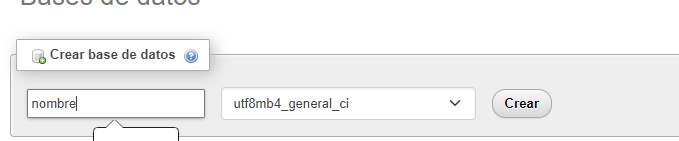 Bases de datos
Crear base de datos
nombre utf8mb4_general_ci Crear